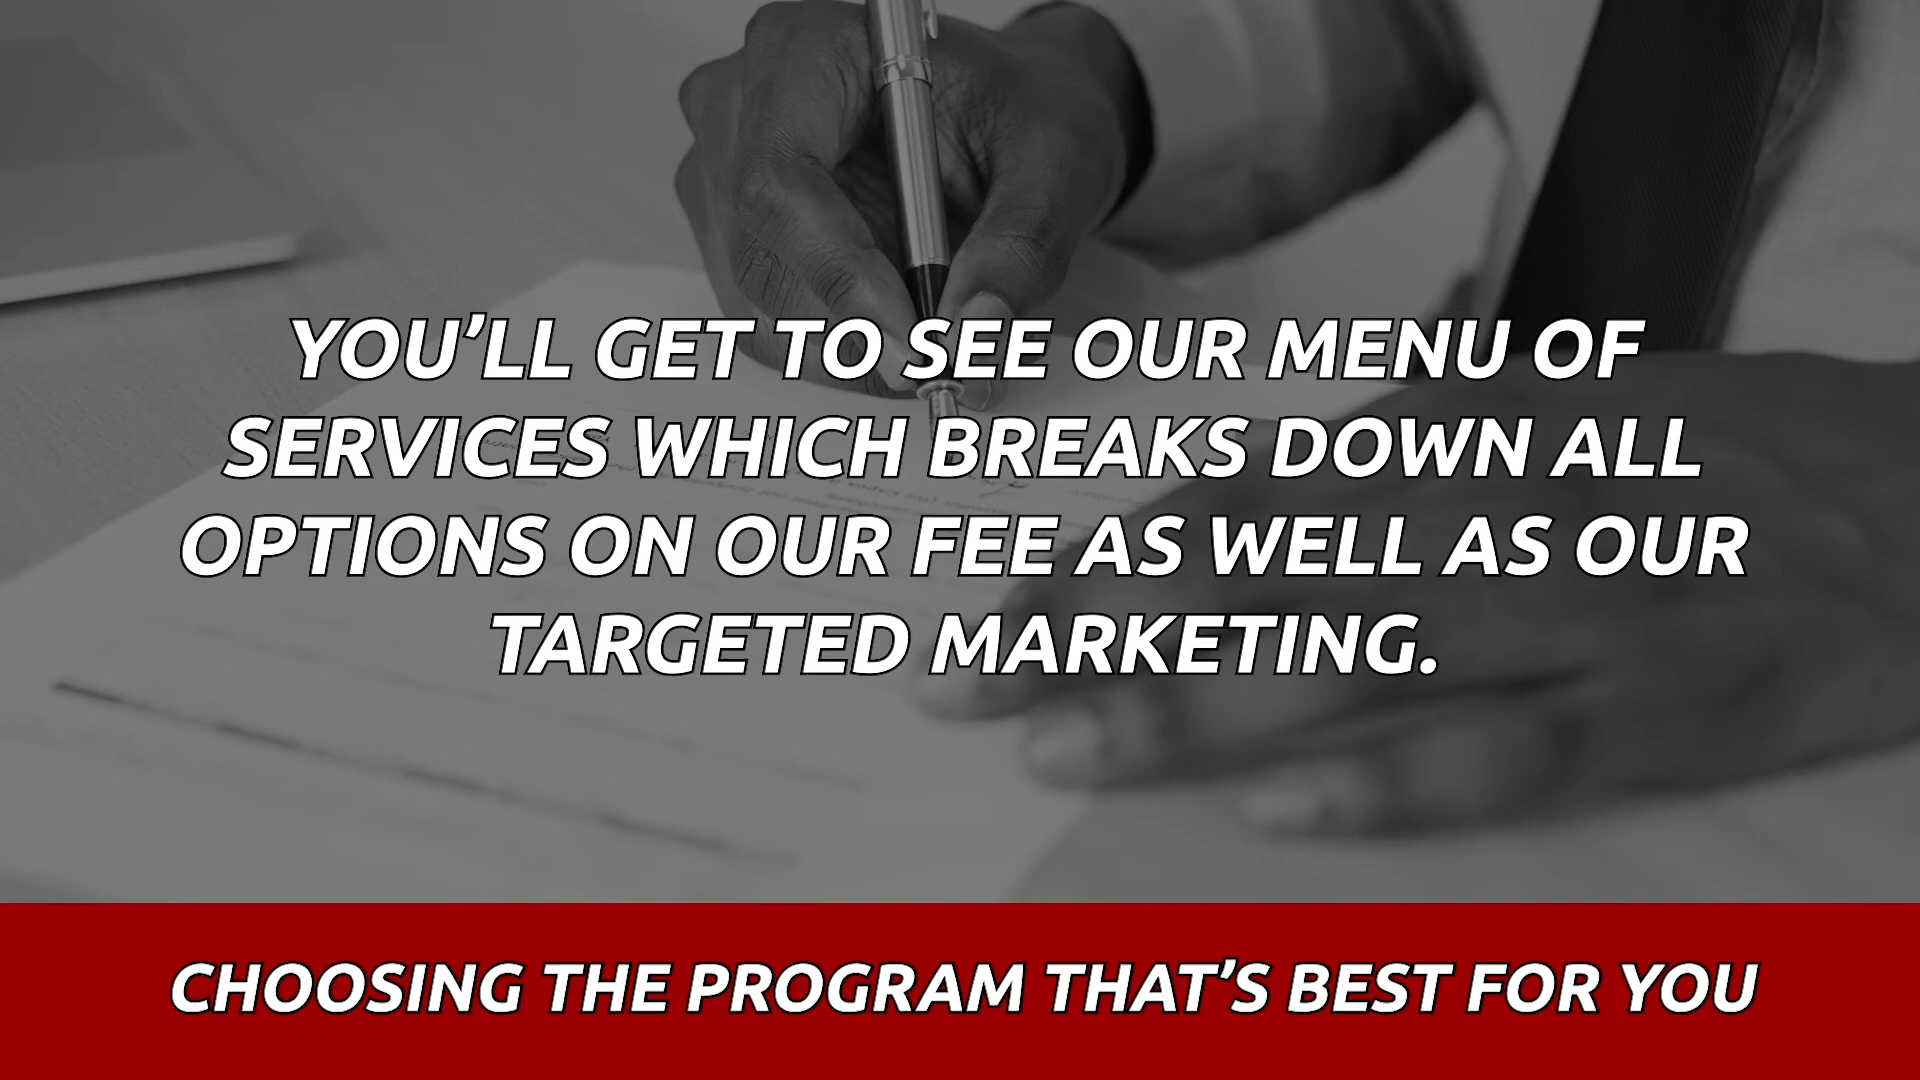 YOU’LL GET TO SEE OUR MENU OF
SERVICES WHICH BREAKS DOWN ALL
OPTIONS ON OUR FEE AS WELL AS OUR
TARGETED MARKETING.
CHOOSING THE PROGRAM THAT’S BEST FOR YOU